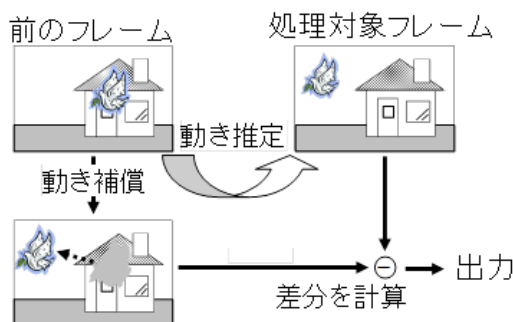 前のフレーム
処理対象フレーム
動き推定
動き補償
差分を計算
出力